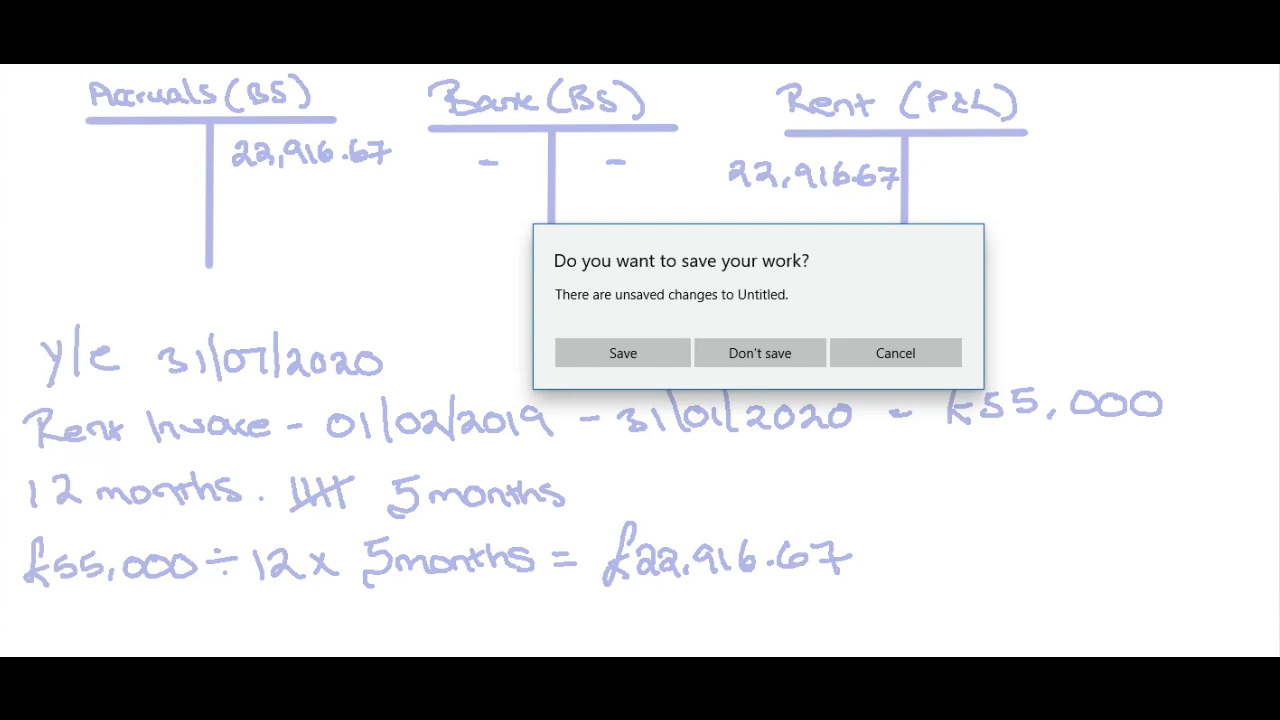 Accruals (BS) Bank (BS) Rent (P&L)
22,916.67 - - 22,916.67
Do you want to save your work?
There are unsaved changes to Untitled.
Save Don't save Cancel
y/e 31/07/2020
Rent Invoice - 01/02/2019 - 31/01/2020 - £55,000
12 months. 5 months
£55,000 ÷ 12 x 5 months = £22,916.67